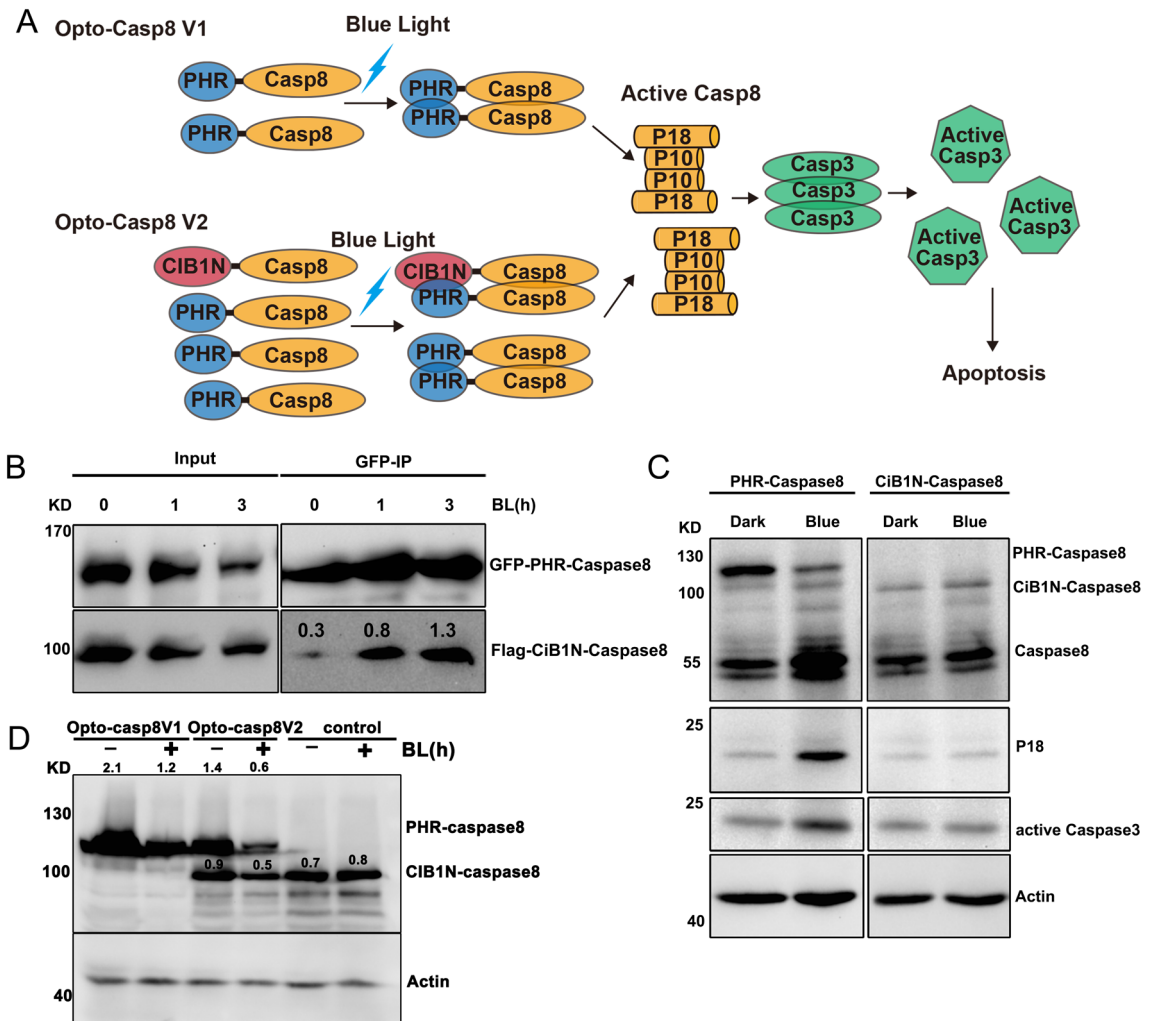 A
Opto-Casp8 V1
Blue Light
PHR Casp8
PHR Casp8
PHR Casp8
PHR Casp8
Active Casp8
P18
P10
P10
P18
Casp3
Casp3
Casp3
Active
Casp3
Active
Casp3
Active
Casp3
Opto-Casp8 V2
Blue Light
CIB1N Casp8
PHR Casp8
PHR Casp8
PHR Casp8
CIB1N Casp8
PHR Casp8
PHR Casp8
PHR Casp8
P18
P10
P10
P18
Apoptosis
B
Input GFP-IP
KD 0 1 3 0 1 3 BL(h)
170
GFP-PHR-Caspase8
0.3 0.8 1.3
100
Flag-CiB1N-Caspase8
C
PHR-Caspase8 CiB1N-Caspase8
KD Dark Blue Dark Blue
130 PHR-Caspase8
100 CiB1N-Caspase8
55 Caspase8
25
P18
25
active Caspase3
Actin
40
D
Opto-casp8V1 Opto-casp8V2 control
− + − + − + BL(h)
KD 2.1 1.2 1.4 0.6
130
PHR-caspase8
0.9 0.5 0.7 0.8
100 CIB1N-caspase8
Actin
40